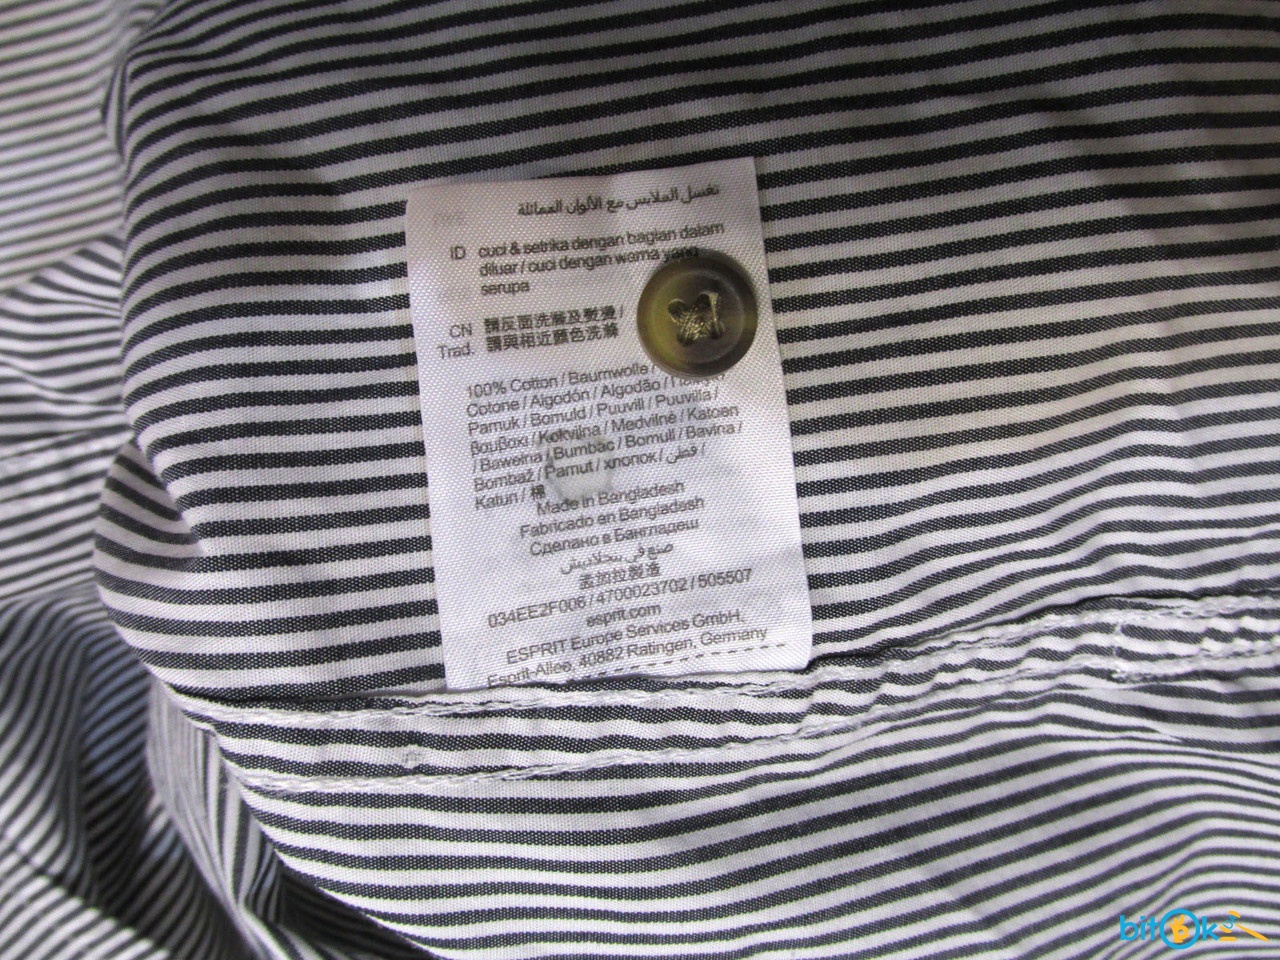 تغسل الملابس مع الألوان المماثلة
ID cuci & setrika dengan bagian dalam
diluar / cuci dengan warna yang
serupa
CN 請反面洗滌及熨燙 /
Trad. 請與相近顏色洗滌
100% Cotton / Baumwolle /
Cotone / Algodón / Algodão /
Pamuk / Bomuld / Puuvill / Puuvilla /
βαμβακι / Kokvilna / Medvilnė / Katoen
/ Bawełna / Bumbac / Bomull / Bavlna /
Bombaž / Pamut / хлопок / قطن /
Katun / 棉
Made in Bangladesh
Fabricado en Bangladesh
Сделано в Бангладеш
صنع في بنجلاديش
孟加拉製造
034EE2F006 / 4700023702 / 505507
esprit.com
ESPRIT Europe Services GmbH,
Esprit-Allee, 40882 Ratingen, Germany
bitOk